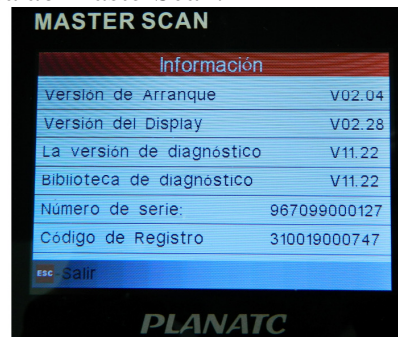 MASTER SCAN
Información
Versión de Arranque V02.04
Versión del Display V02.28
La versión de diagnóstico V11.22
Biblioteca de diagnóstico V11.22
Número de serie: 967099000127
Código de Registro 310019000747
ESC-Salir
PLANATC